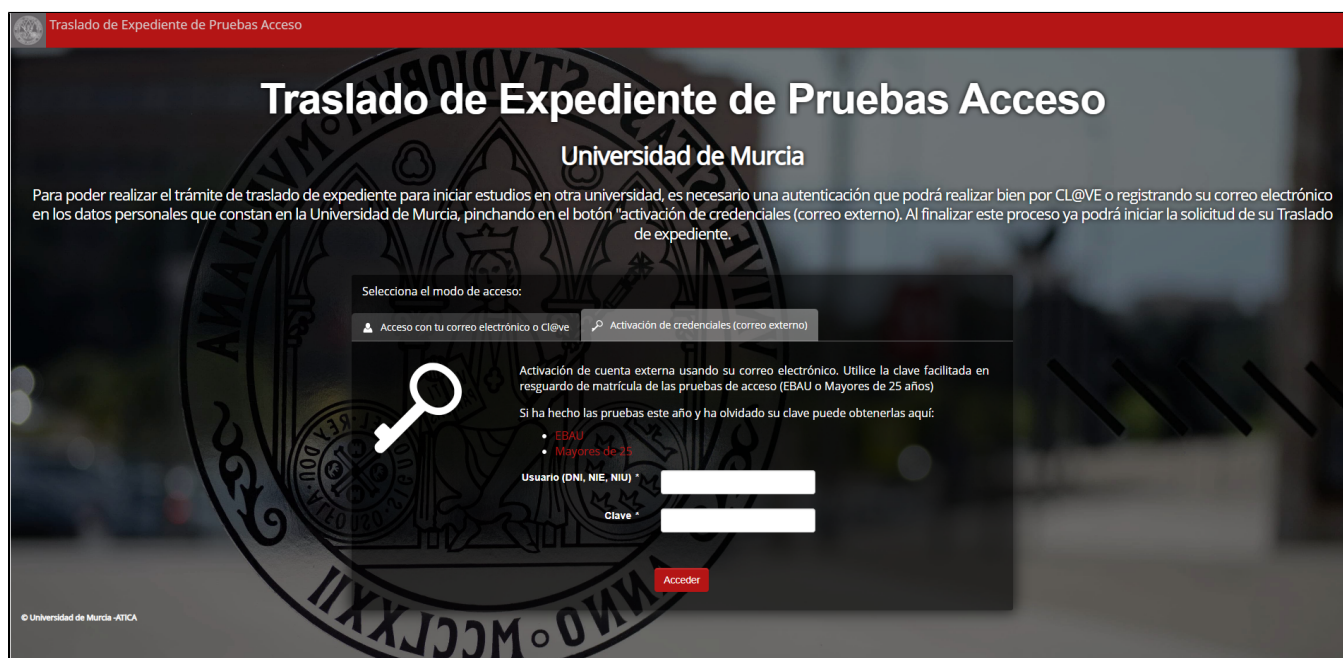 Traslado de Expediente de Pruebas Acceso
Traslado de Expediente de Pruebas Acceso
Universidad de Murcia
Para poder realizar el trámite de traslado de expediente para iniciar estudios en otra universidad, es necesario una autenticación que podrá realizar bien por CL@VE o registrando su correo electrónico
en los datos personales que constan en la Universidad de Murcia, pinchando en el botón "activación de credenciales (correo externo). Al finalizar este proceso ya podrá iniciar la solicitud de su Traslado
de expediente.
Selecciona el modo de acceso:
Acceso con tu correo electrónico o Cl@ve
Activación de credenciales (correo externo)
Activación de cuenta externa usando su correo electrónico. Utilice la clave facilitada en
resguardo de matrícula de las pruebas de acceso (EBAU o Mayores de 25 años)
Si ha hecho las pruebas este año y ha olvidado su clave puede obtenerlas aquí:
EBAU
Mayores de 25
Usuario (DNI, NIE, NIU) *
Clave *
Acceder
© Universidad de Murcia -ATICA
ANNO MCCLXXII